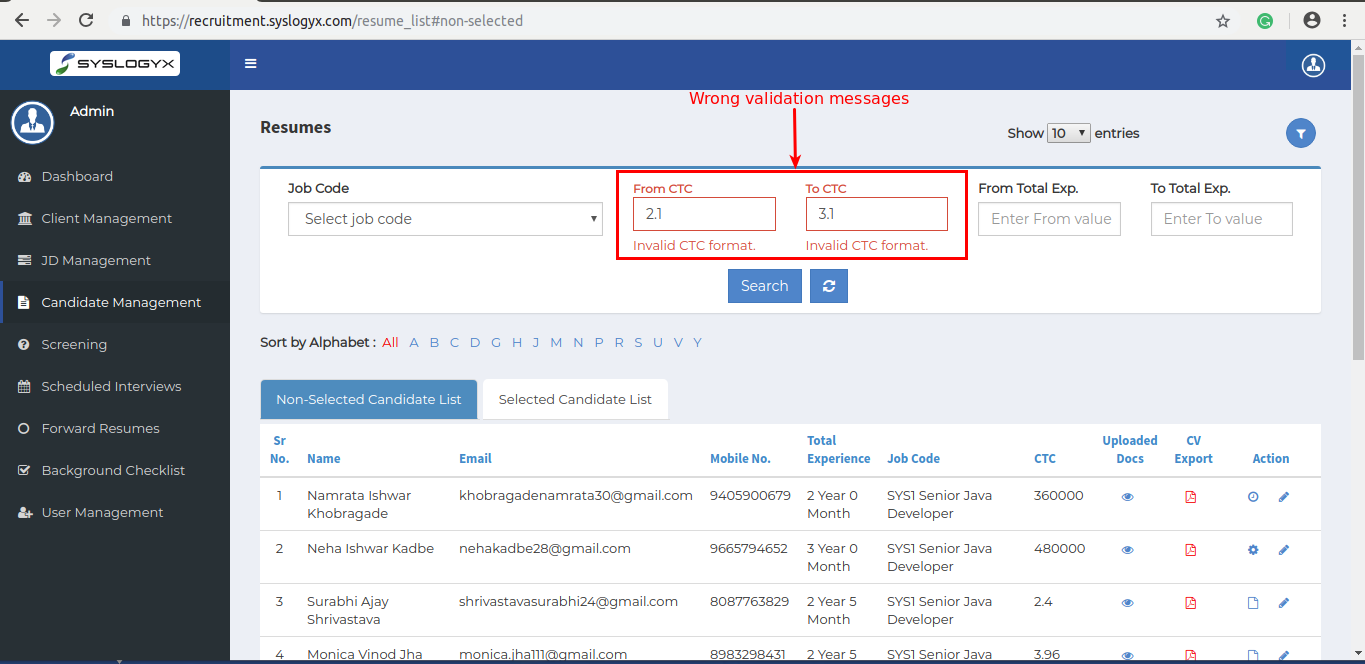 https://recruitment.syslogyx.com/resume_list#non-selected
SYSLOGYX
Admin
Dashboard
Client Management
JD Management
Candidate Management
Screening
Scheduled Interviews
Forward Resumes
Background Checklist
User Management
Wrong validation messages
Resumes
Show 10 entries
Job Code From CTC To CTC From Total Exp. To Total Exp.
Select job code 2.1 3.1 Enter From value Enter To value
Invalid CTC format. Invalid CTC format.
Search
Sort by Alphabet : All A B C D G H J M N P R S U V Y
Non-Selected Candidate List Selected Candidate List
Sr Total Uploaded CV
No. Name Email Mobile No. Experience Job Code CTC Docs Export Action
1 Namrata Ishwar khobragadenamrata30@gmail.com 9405900679 2 Year 0 SYS1 Senior Java 360000
Khobragade Month Developer
2 Neha Ishwar Kadbe nehakadbe28@gmail.com 9665794652 3 Year 0 SYS1 Senior Java 480000
Month Developer
3 Surabhi Ajay shrivastavasurabhi24@gmail.com 8087763829 2 Year 5 SYS1 Senior Java 2.4
Shrivastava Month Developer
4 Monica Vinod Jha monica.jha111@gmail.com 8983298431 2 Year 5 SYS1 Senior Java 3.96